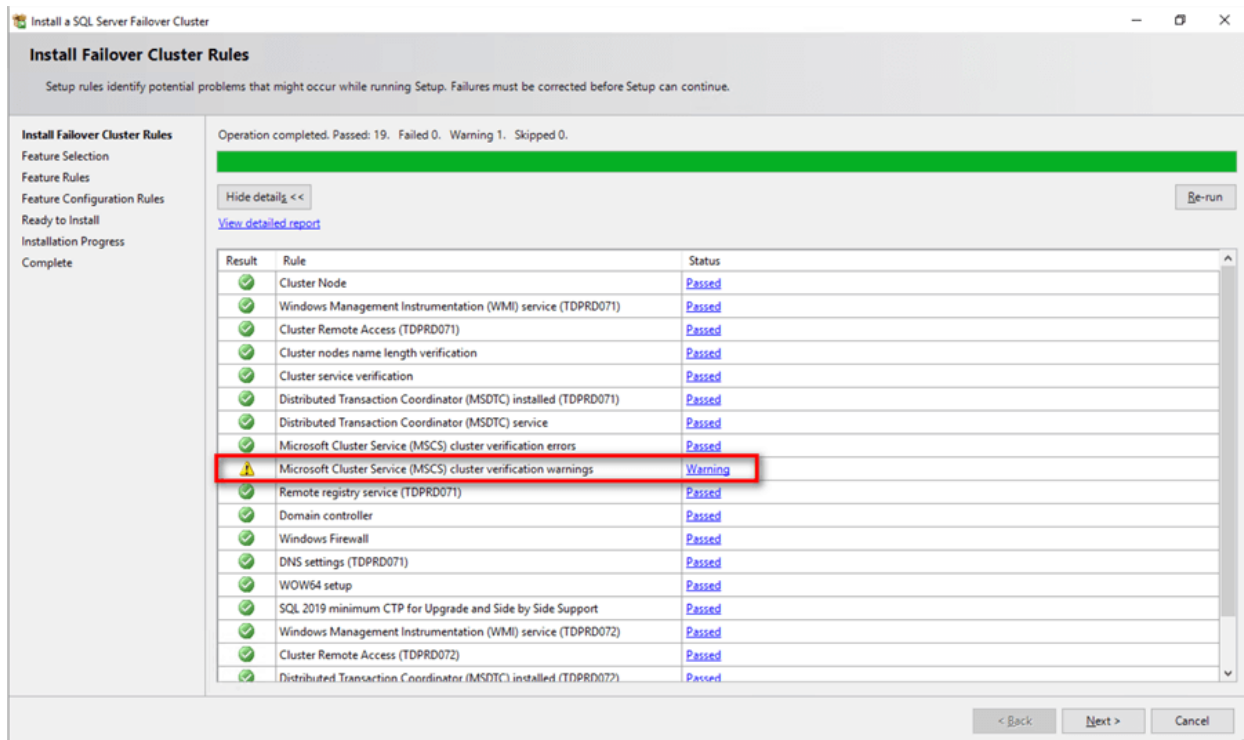 Install a SQL Server Failover Cluster
Install Failover Cluster Rules
Setup rules identify potential problems that might occur while running Setup. Failures must be corrected before Setup can continue.
Install Failover Cluster Rules
Feature Selection
Feature Rules
Feature Configuration Rules
Ready to Install
Installation Progress
Complete
Operation completed. Passed: 19. Failed 0. Warning 1. Skipped 0.
Hide details <<
Re-run
View detailed report
Result Rule Status
Cluster Node Passed
Windows Management Instrumentation (WMI) service (TDPRD071) Passed
Cluster Remote Access (TDPRD071) Passed
Cluster nodes name length verification Passed
Cluster service verification Passed
Distributed Transaction Coordinator (MSDTC) installed (TDPRD071) Passed
Distributed Transaction Coordinator (MSDTC) service Passed
Microsoft Cluster Service (MSCS) cluster verification errors Passed
Microsoft Cluster Service (MSCS) cluster verification warnings Warning
Remote registry service (TDPRD071) Passed
Domain controller Passed
Windows Firewall Passed
DNS settings (TDPRD071) Passed
WOW64 setup Passed
SQL 2019 minimum CTP for Upgrade and Side by Side Support Passed
Windows Management Instrumentation (WMI) service (TDPRD072) Passed
Cluster Remote Access (TDPRD072) Passed
Distributed Transaction Coordinator (MSDTC) installed (TDPRD072) Passed
< Back Next > Cancel